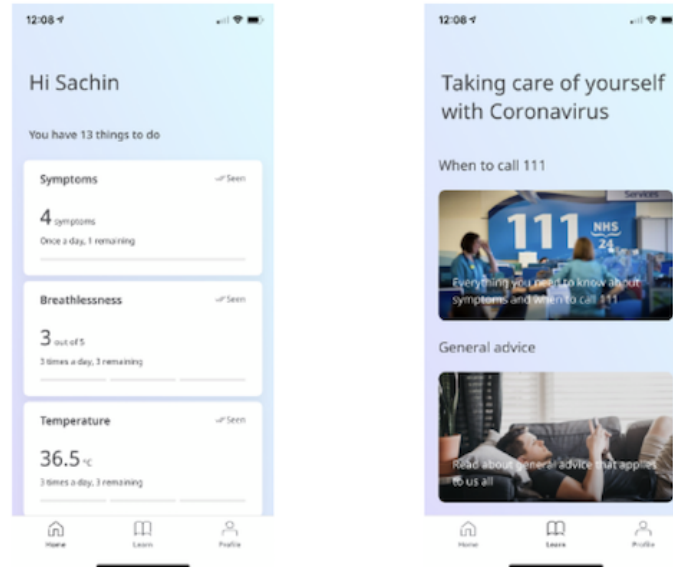 12:08
Hi Sachin
You have 13 things to do
Symptoms
Seen
4 symptoms
Once a day, 1 remaining
Breathlessness
Seen
3 out of 5
3 times a day, 3 remaining
Temperature
Seen
36.5 °C
3 times a day, 3 remaining
Home
Learn
Profile
12:08
Taking care of yourself
with Coronavirus
When to call 111
Services
111
NHS
24
Everything you need to know about
symptoms and when to call 111
General advice
Read about general advice that applies
to us all
Home
Learn
Profile